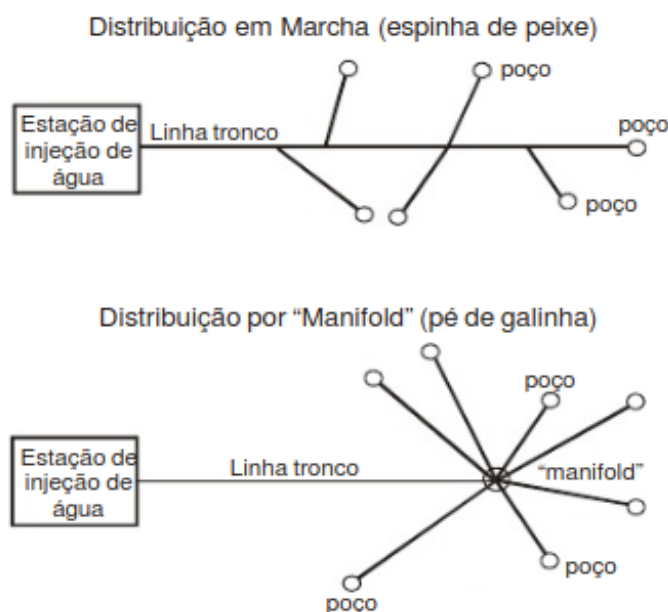 Distribuição em Marcha (espinha de peixe)
poço
Estação de
injeção de
água
Linha tronco
poço
poço
Distribuição por “Manifold” (pé de galinha)
poço
Estação de
injeção de
água
Linha tronco
“manifold”
poço
poço